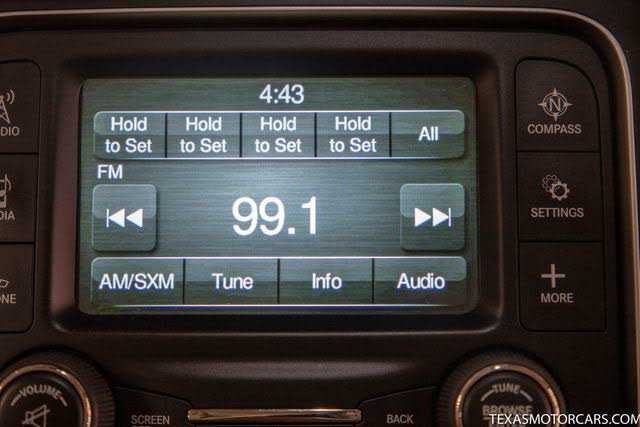 4:43
Hold to Set
Hold to Set
Hold to Set
Hold to Set
All
FM
99.1
AM/SXM Tune Info Audio
COMPASS
SETTINGS
MORE
VOLUME
SCREEN
BACK
TUNE
BROWSE
TEXASMOTORCARS.COM